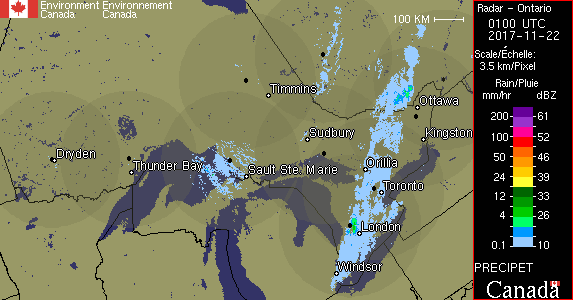 Environment Environnement
Canada Canada
100 KM
Timmins
Ottawa
Sudbury
Kingston
Dryden
Thunder Bay
Sault Ste. Marie
Orillia
Toronto
London
Windsor
Radar - Ontario
0100 UTC
2017-11-22
Scale/Échelle:
3.5 km/Pixel
Rain/Pluie
mm/hr dBZ
200 61
100 52
50 46
24 39
12 34
4 26
0.1 10
PRECIPET
Canada